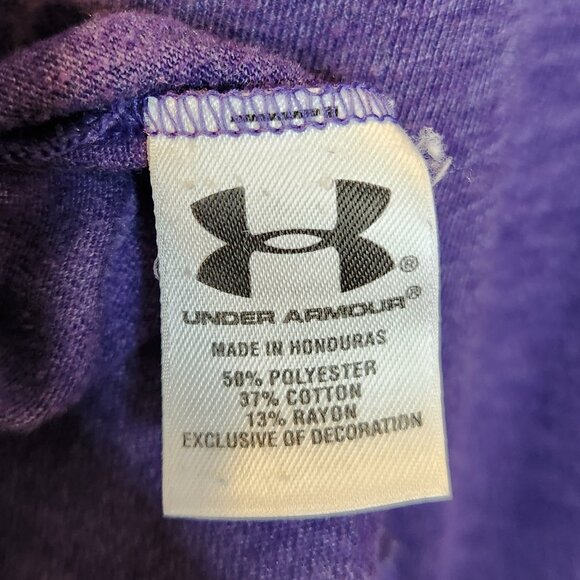 ®
UNDER ARMOUR®
MADE IN HONDURAS
50% POLYESTER
37% COTTON
13% RAYON
EXCLUSIVE OF DECORATION